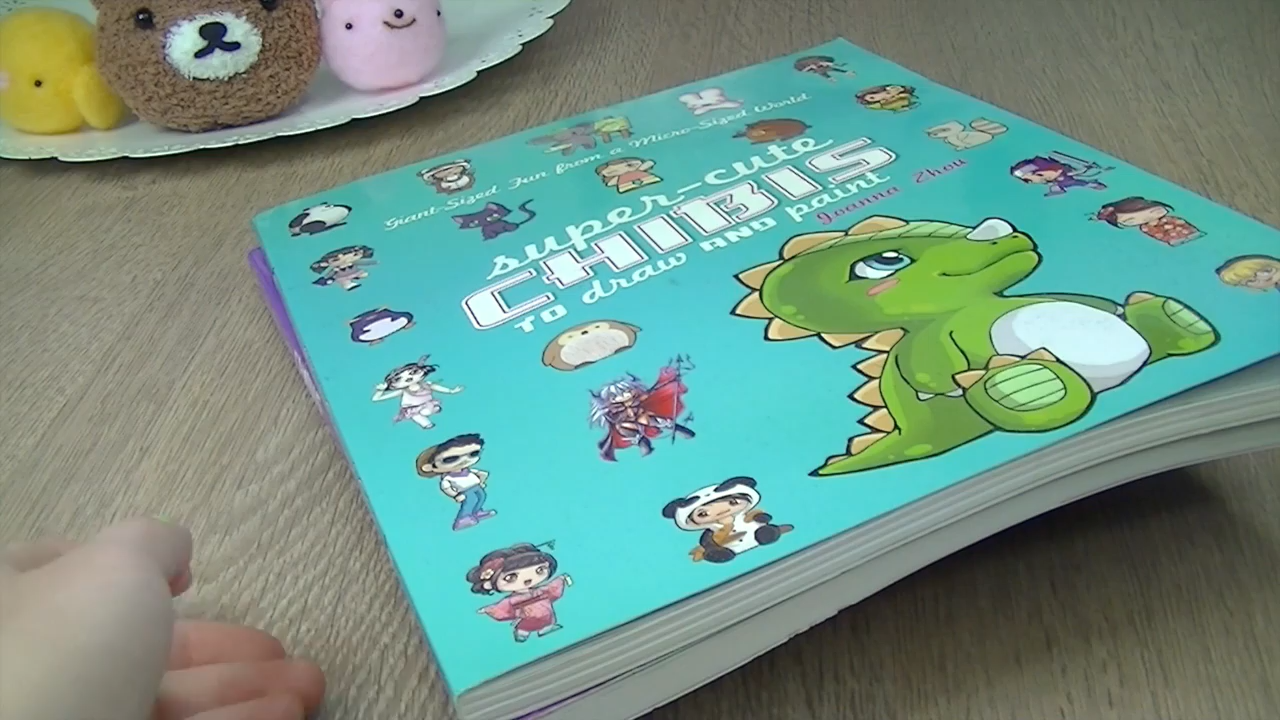 Giant-Sized Fun from a Micro-Sized World
super-cute
CHIBIS
TO draw AND paint
Joanna Zhou